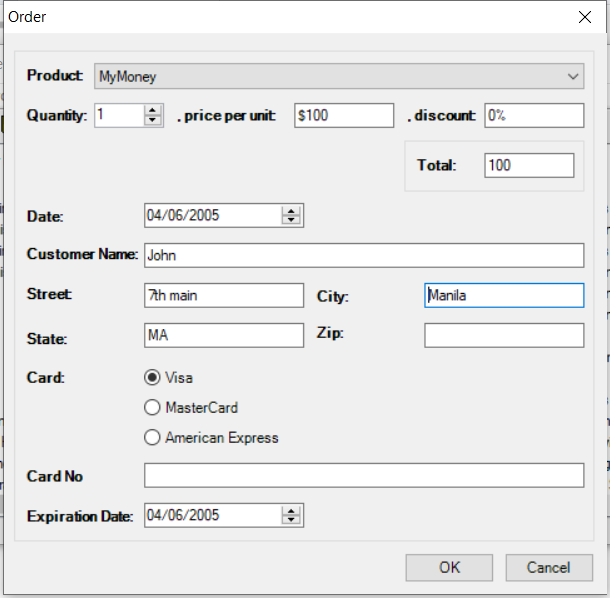 Order
Product: MyMoney
Quantity: 1 . price per unit: $100 . discount: 0%
Total: 100
Date: 04/06/2005
Customer Name: John
Street: 7th main City: Manila
State: MA Zip:
Card: Visa
MasterCard
American Express
Card No
Expiration Date: 04/06/2005
OK Cancel